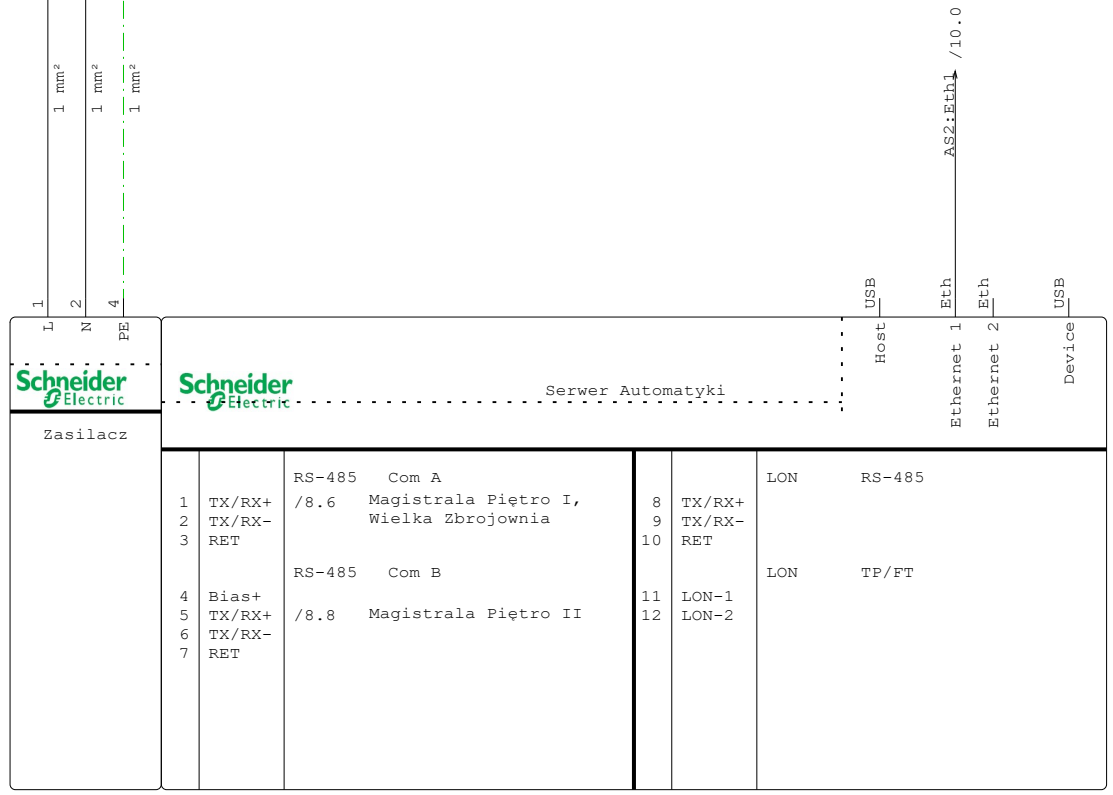 1 mm²
1 mm²
1 mm²
AS2:Eth1 /10.0
1
2
4
USB
Eth
Eth
USB
L
N
PE
Host
Ethernet 1
Ethernet 2
Device
Schneider
Electric
Schneider
Electric
Serwer Automatyki
Zasilacz
RS-485 Com A
1 TX/RX+ /8.6 Magistrala Piętro I,
2 TX/RX- Wielka Zbrojownia
3 RET
RS-485 Com B
4 Bias+
5 TX/RX+ /8.8 Magistrala Piętro II
6 TX/RX-
7 RET
LON RS-485
8 TX/RX+
9 TX/RX-
10 RET
LON TP/FT
11 LON-1
12 LON-2